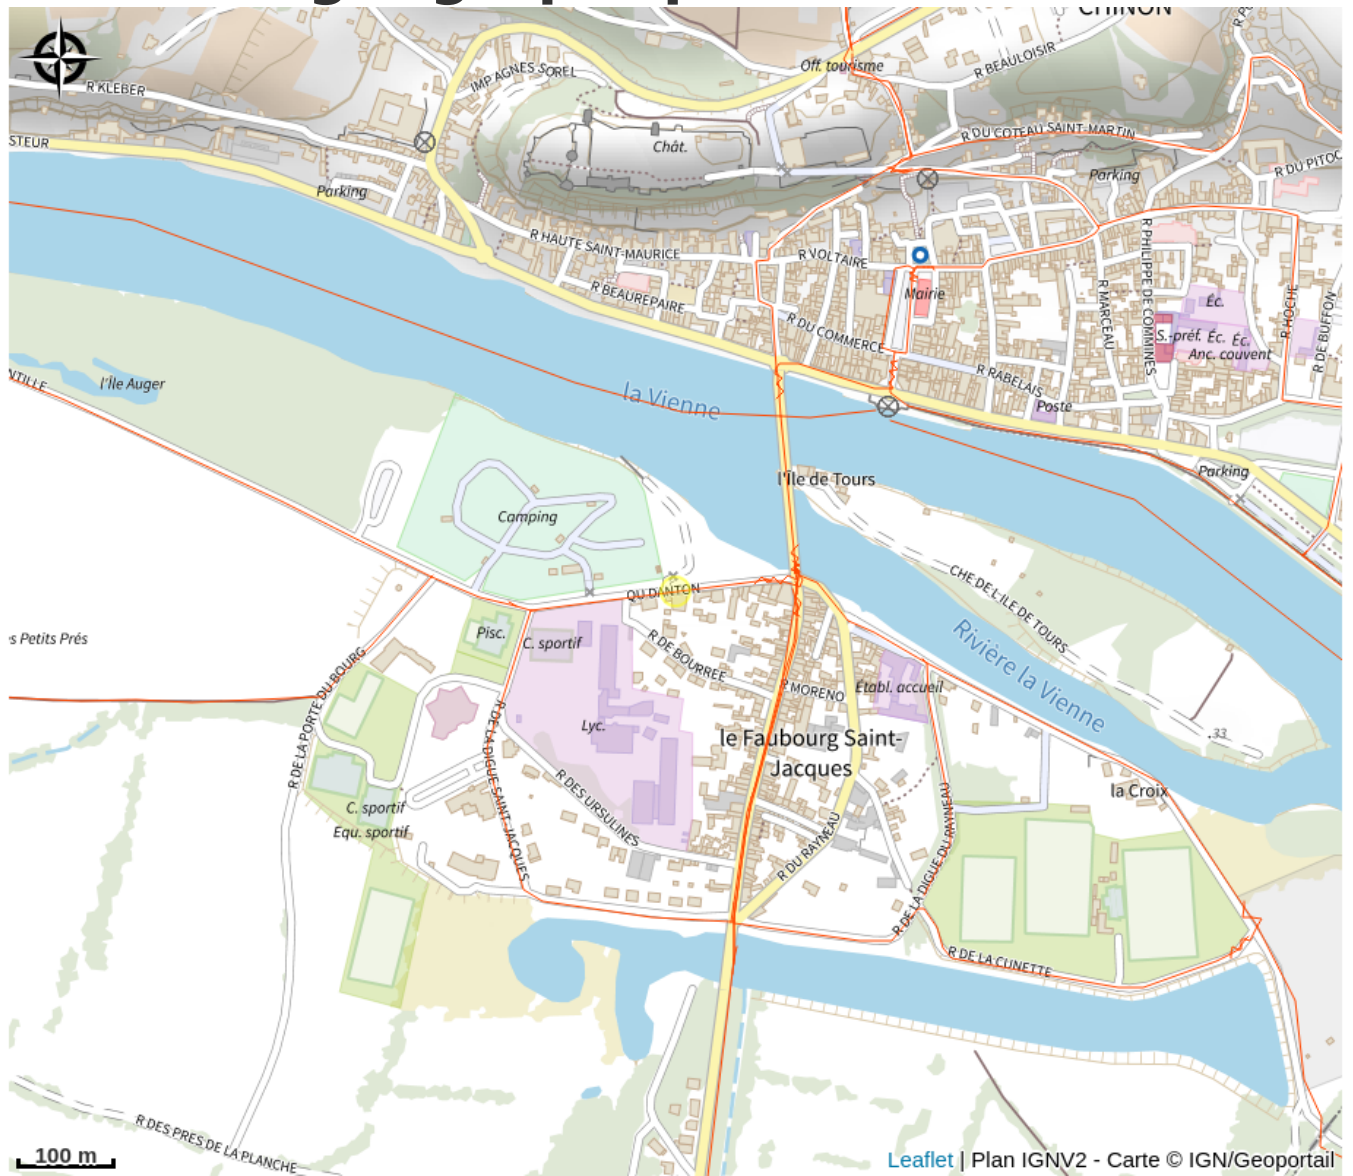 CHINON
R BEAULOISIR
Off. tourisme
IMP AGNES SOREL
R KLEBER
STEUR
Chât.
R DU COTEAU SAINT-MARTIN
Parking
R DU PITOC
Parking
R HAUTE SAINT-MAURICE
R VOLTAIRE
R PHILIPPE DE COMMINES
R BEAUREPAIRE
Mairie
R MARCEAU
Éc.
R HOCHE
R DE BUFFON
R DU COMMERCE
S.-préf.
Éc.
Éc.
Anc. couvent
R RABELAIS
Poste
NTILLE
l'Île Auger
la Vienne
Parking
l'Île de Tours
Camping
QU DANTON
CHE DE L'ILE DE TOURS
s Petits Prés
Pisc.
C. sportif
R DE BOURREE
Rivière la Vienne
R DE LA PORTE DU BOURG
R MORENO
Établ. accueil
Lyc.
R DE LA DIGUE SAINT-JACQUES
le Faubourg Saint-
Jacques
.33
R DES URSULINES
la Croix
C. sportif
Equ. sportif
R DU RAYNEAU
R DE LA DIGUE DU RAYNEAU
R DE LA CUNETTE
R DES PRES DE LA PLANCHE
100 m
Leaflet | Plan IGNV2 - Carte © IGN/Geoportail